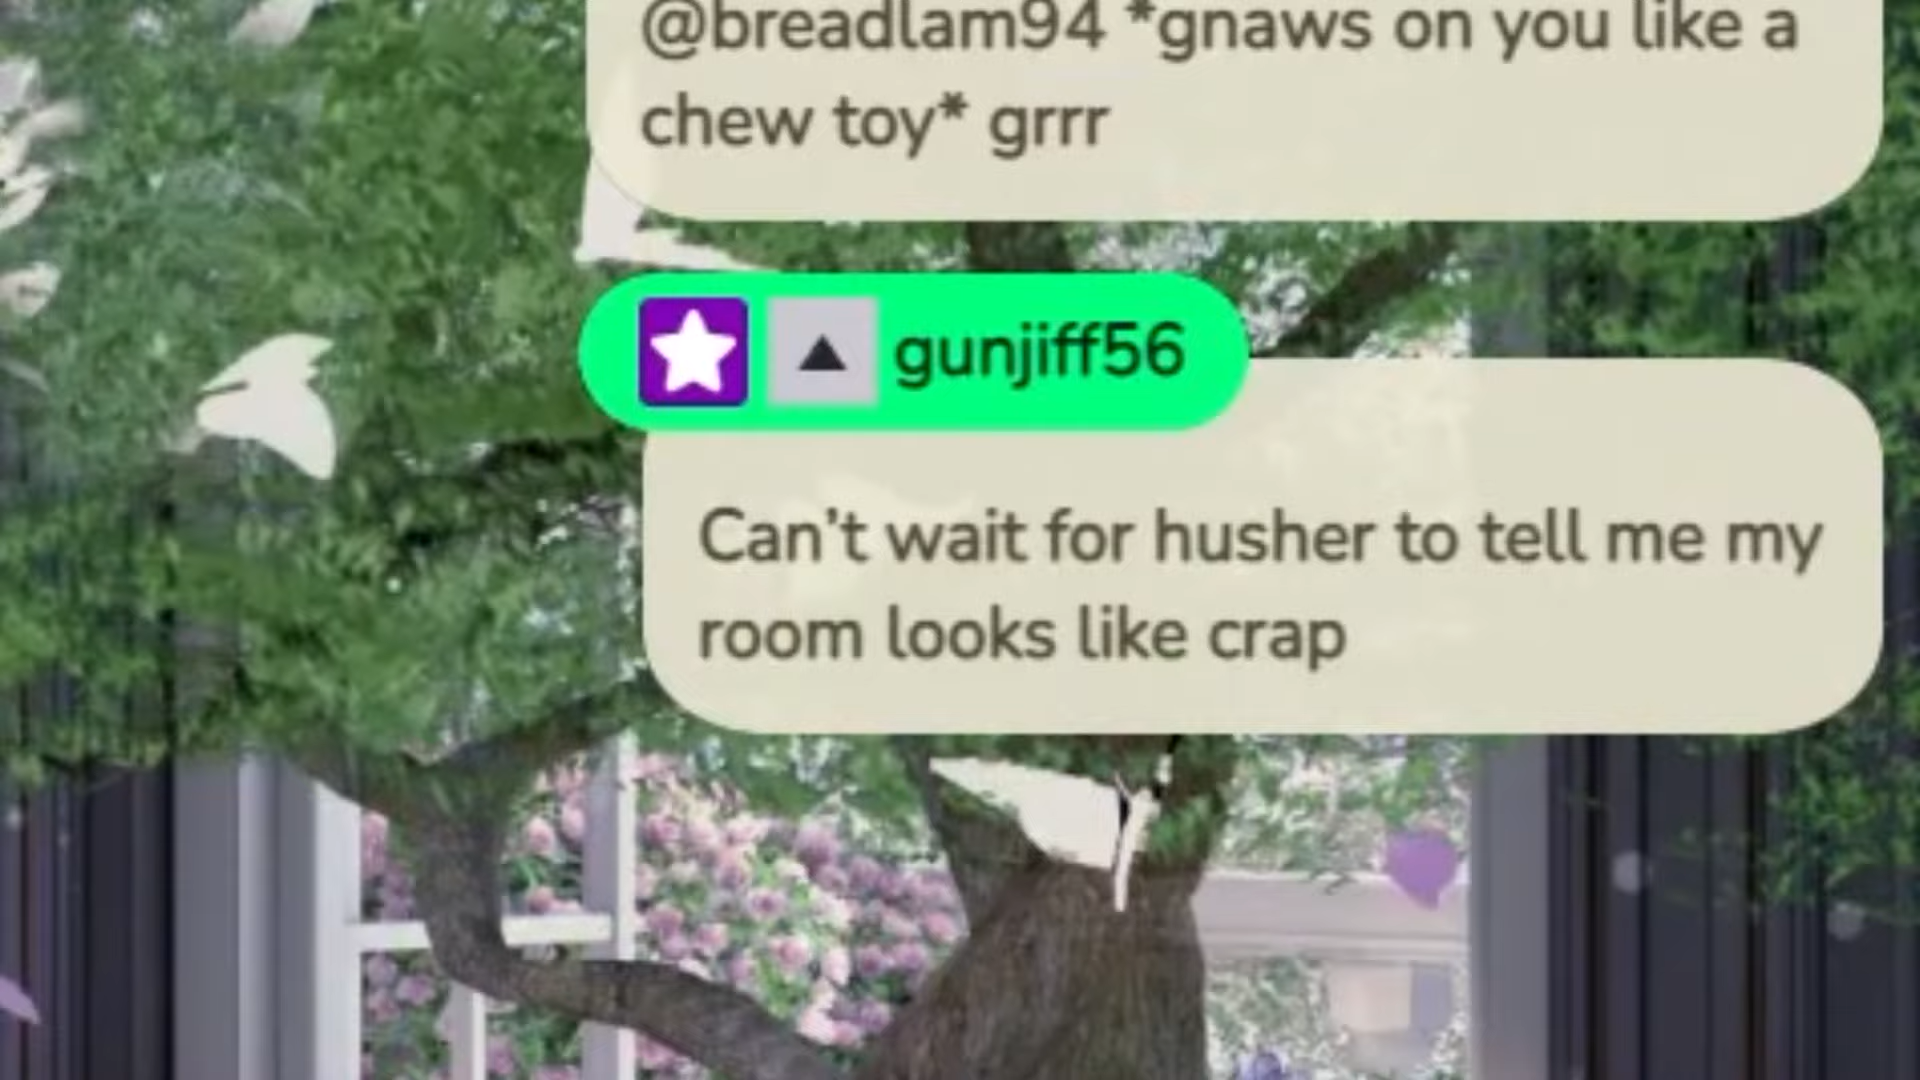 @breadlam94 *gnaws on you like a
chew toy* grrr
gunjiff56
Can't wait for husher to tell me my
room looks like crap